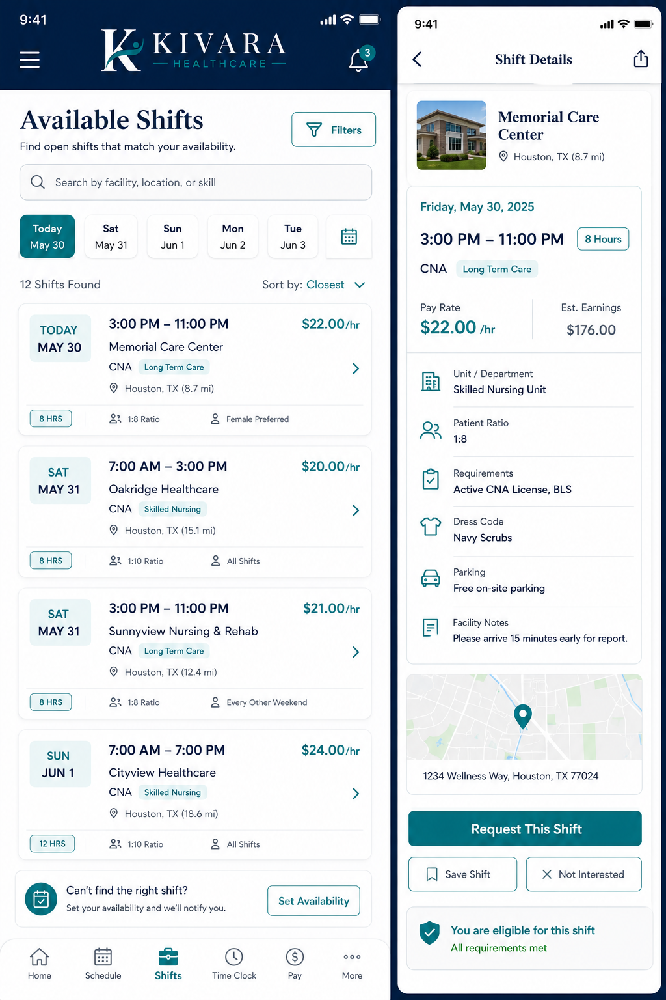 9:41
KIVARA
HEALTHCARE
3
Available Shifts
Find open shifts that match your availability.
Filters
Search by facility, location, or skill
Today
May 30
Sat
May 31
Sun
Jun 1
Mon
Jun 2
Tue
Jun 3
12 Shifts Found
Sort by: Closest
TODAY
MAY 30
3:00 PM – 11:00 PM
$22.00/hr
Memorial Care Center
CNA Long Term Care
Houston, TX (8.7 mi)
8 HRS
1:8 Ratio
Female Preferred
SAT
MAY 31
7:00 AM – 3:00 PM
$20.00/hr
Oakridge Healthcare
CNA Skilled Nursing
Houston, TX (15.1 mi)
8 HRS
1:10 Ratio
All Shifts
SAT
MAY 31
3:00 PM – 11:00 PM
$21.00/hr
Sunnyview Nursing & Rehab
CNA Long Term Care
Houston, TX (12.4 mi)
8 HRS
1:8 Ratio
Every Other Weekend
SUN
JUN 1
7:00 AM – 7:00 PM
$24.00/hr
Cityview Healthcare
CNA Skilled Nursing
Houston, TX (18.6 mi)
12 HRS
1:10 Ratio
All Shifts
Can't find the right shift?
Set your availability and we'll notify you.
Set Availability
Home
Schedule
Shifts
Time Clock
Pay
More
9:41
Shift Details
Memorial Care
Center
Houston, TX (8.7 mi)
Friday, May 30, 2025
3:00 PM – 11:00 PM
8 Hours
CNA Long Term Care
Pay Rate
$22.00 /hr
Est. Earnings
$176.00
Unit / Department
Skilled Nursing Unit
Patient Ratio
1:8
Requirements
Active CNA License, BLS
Dress Code
Navy Scrubs
Parking
Free on-site parking
Facility Notes
Please arrive 15 minutes early for report.
1234 Wellness Way, Houston, TX 77024
Request This Shift
Save Shift
Not Interested
You are eligible for this shift
All requirements met